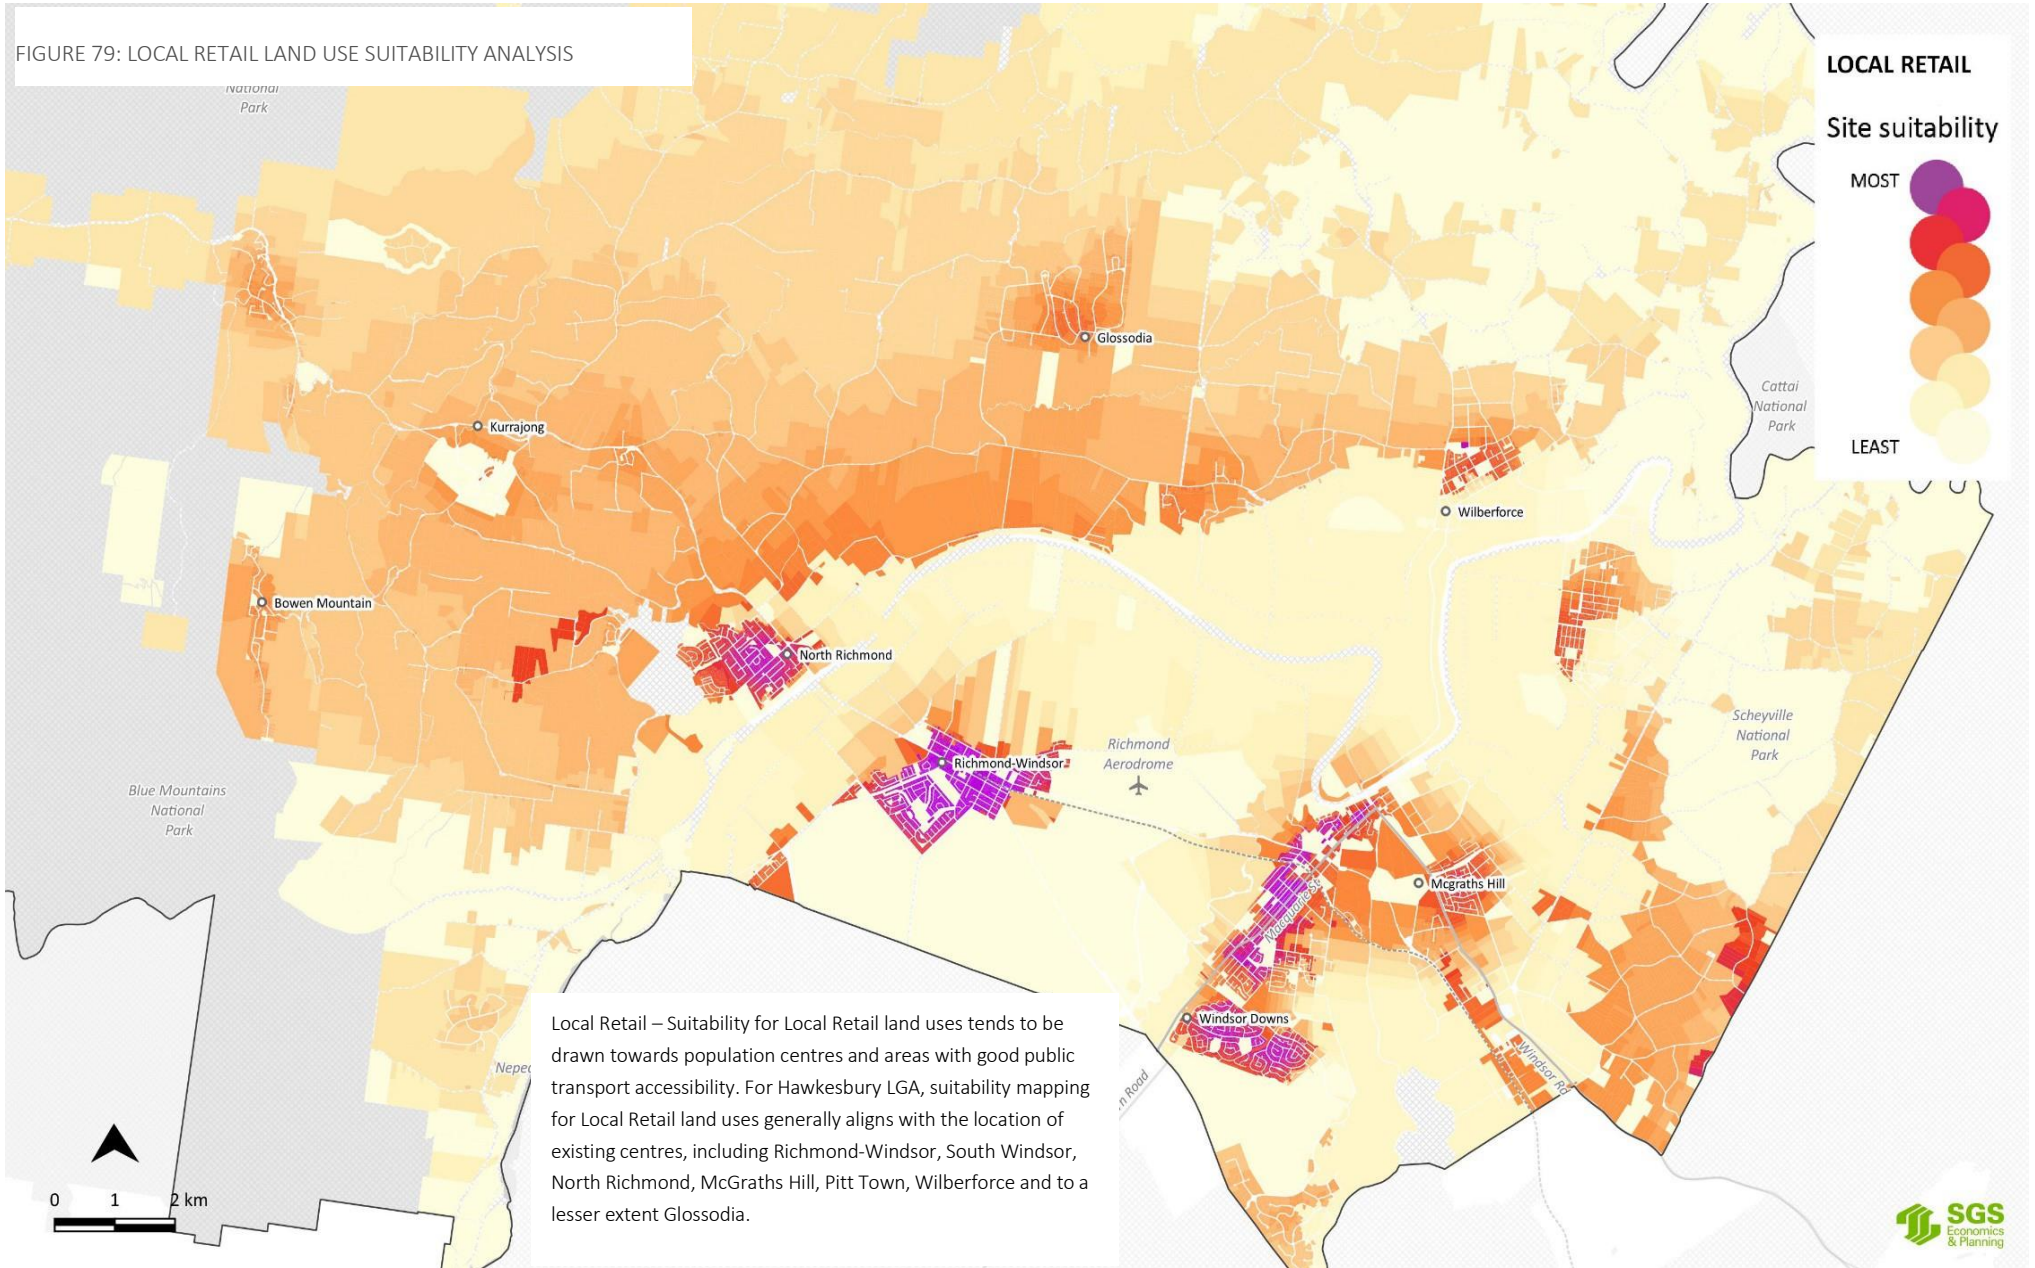 FIGURE 79: LOCAL RETAIL LAND USE SUITABILITY ANALYSIS
National
Park
LOCAL RETAIL
Site suitability
MOST
LEAST
Glossodia
Cattai
National
Park
Kurrajong
Wilberforce
Bowen Mountain
North Richmond
Scheyville
National
Park
Richmond
Aerodrome
Richmond-Windsor
Blue Mountains
National
Park
Mcgraths Hill
Macquarie St
Windsor Downs
Windsor Rd
Road
Local Retail – Suitability for Local Retail land uses tends to be
drawn towards population centres and areas with good public
transport accessibility. For Hawkesbury LGA, suitability mapping
for Local Retail land uses generally aligns with the location of
existing centres, including Richmond-Windsor, South Windsor,
North Richmond, McGraths Hill, Pitt Town, Wilberforce and to a
lesser extent Glossodia.
0 1 2 km
SGS
Economics
& Planning